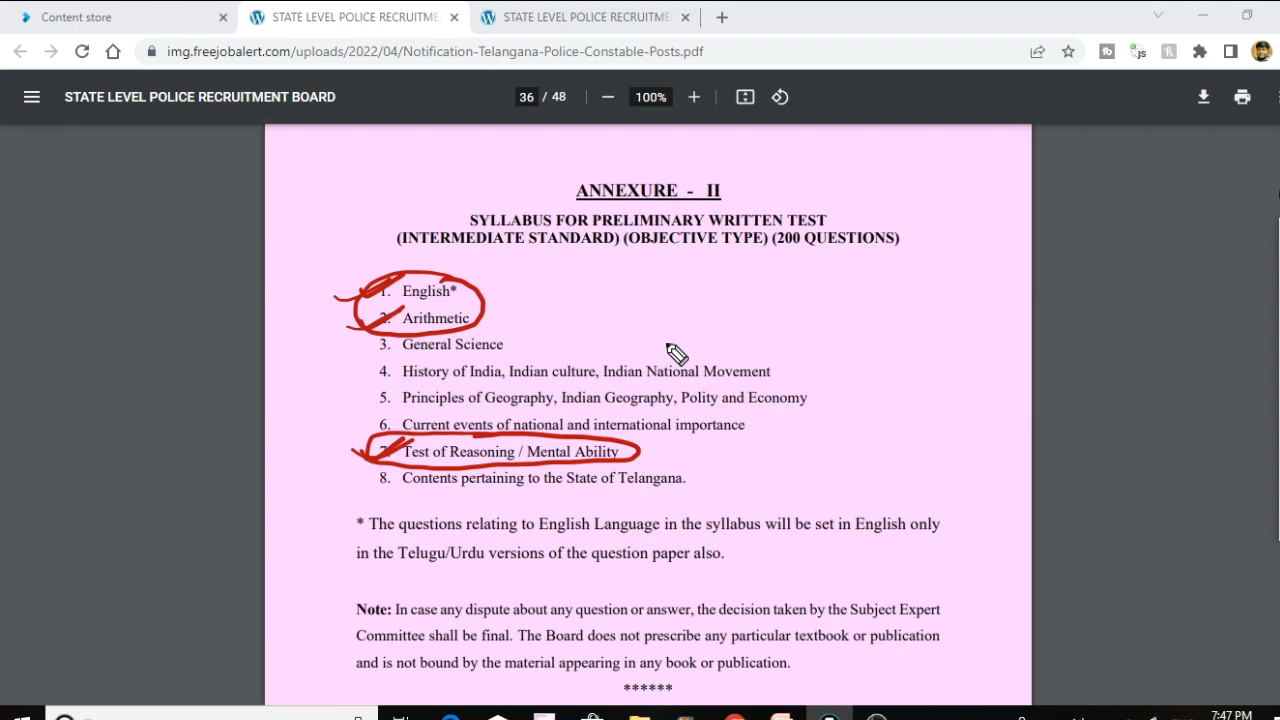 Content store
STATE LEVEL POLICE RECRUITME
STATE LEVEL POLICE RECRUITME
img.freejobalert.com/uploads/2022/04/Notification-Telangana-Police-Constable-Posts.pdf
STATE LEVEL POLICE RECRUITMENT BOARD
36 / 48
100%
ANNEXURE - II
SYLLABUS FOR PRELIMINARY WRITTEN TEST
(INTERMEDIATE STANDARD) (OBJECTIVE TYPE) (200 QUESTIONS)
1. English*
2. Arithmetic
3. General Science
4. History of India, Indian culture, Indian National Movement
5. Principles of Geography, Indian Geography, Polity and Economy
6. Current events of national and international importance
7. Test of Reasoning / Mental Ability
8. Contents pertaining to the State of Telangana.
* The questions relating to English Language in the syllabus will be set in English only
in the Telugu/Urdu versions of the question paper also.
Note: In case any dispute about any question or answer, the decision taken by the Subject Expert
Committee shall be final. The Board does not prescribe any particular textbook or publication
and is not bound by the material appearing in any book or publication.
******
7:47 PM